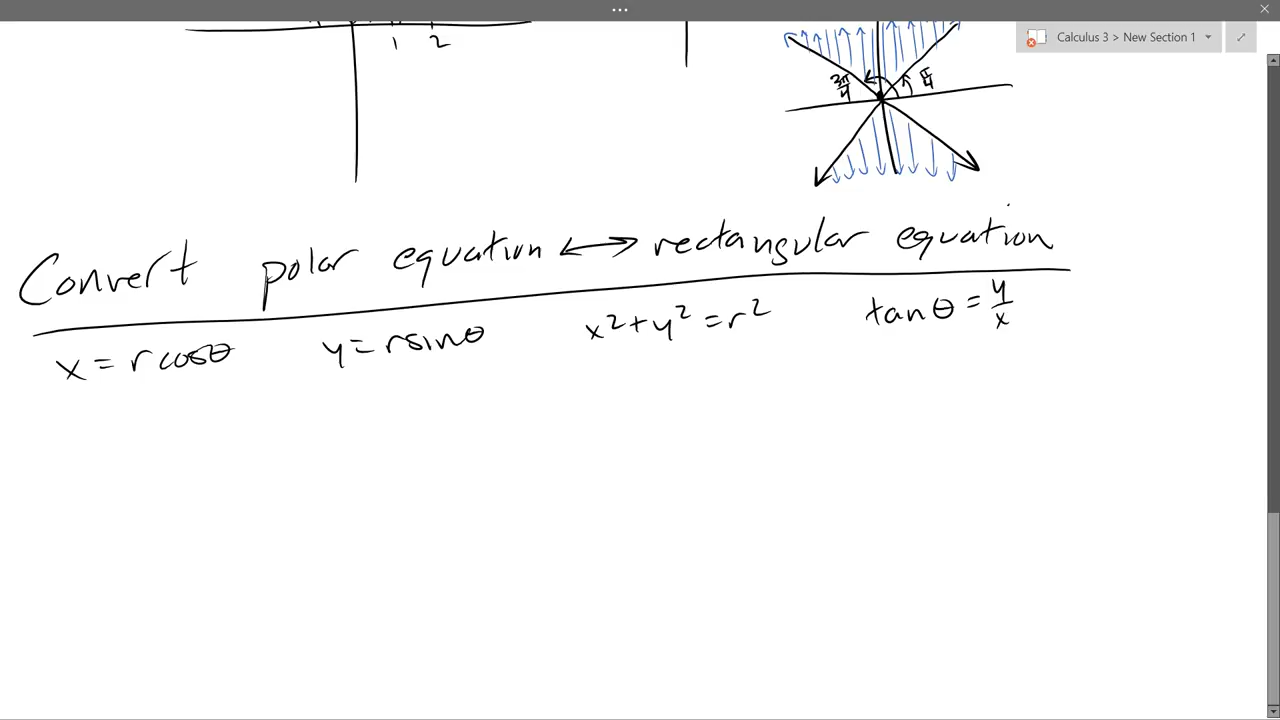 Calculus 3 > New Section 1
1 2
3π/4 π/4
Convert polar equation ↔ rectangular equation
x = r cosθ y = r sinθ x² + y² = r² tanθ = y/x